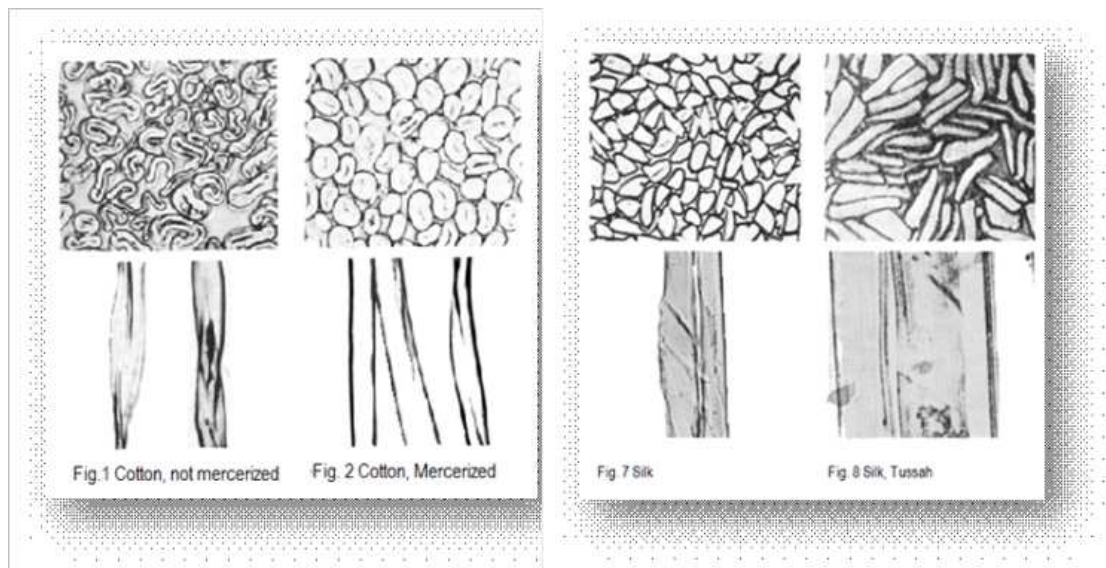 Fig.1 Cotton, not mercerized
Fig. 2 Cotton, Mercerized
Fig. 7 Silk
Fig. 8 Silk, Tussah